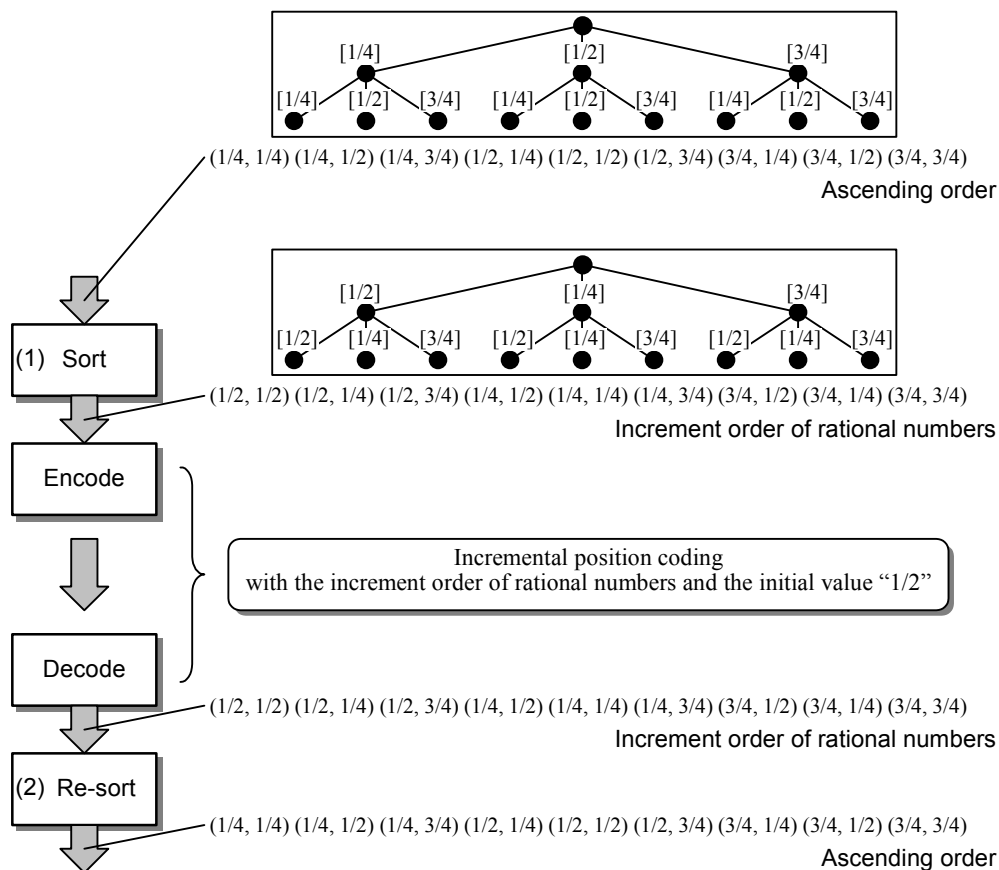 [1/4] [1/2] [3/4]
[1/4] [1/2] [3/4] [1/4] [1/2] [3/4] [1/4] [1/2] [3/4]
(1/4, 1/4) (1/4, 1/2) (1/4, 3/4) (1/2, 1/4) (1/2, 1/2) (1/2, 3/4) (3/4, 1/4) (3/4, 1/2) (3/4, 3/4)
Ascending order
[1/2] [1/4] [3/4]
[1/2] [1/4] [3/4] [1/2] [1/4] [3/4] [1/2] [1/4] [3/4]
(1) Sort
(1/2, 1/2) (1/2, 1/4) (1/2, 3/4) (1/4, 1/2) (1/4, 1/4) (1/4, 3/4) (3/4, 1/2) (3/4, 1/4) (3/4, 3/4)
Increment order of rational numbers
Encode
Incremental position coding
with the increment order of rational numbers and the initial value “1/2”
Decode
(1/2, 1/2) (1/2, 1/4) (1/2, 3/4) (1/4, 1/2) (1/4, 1/4) (1/4, 3/4) (3/4, 1/2) (3/4, 1/4) (3/4, 3/4)
Increment order of rational numbers
(2) Re-sort
(1/4, 1/4) (1/4, 1/2) (1/4, 3/4) (1/2, 1/4) (1/2, 1/2) (1/2, 3/4) (3/4, 1/4) (3/4, 1/2) (3/4, 3/4)
Ascending order